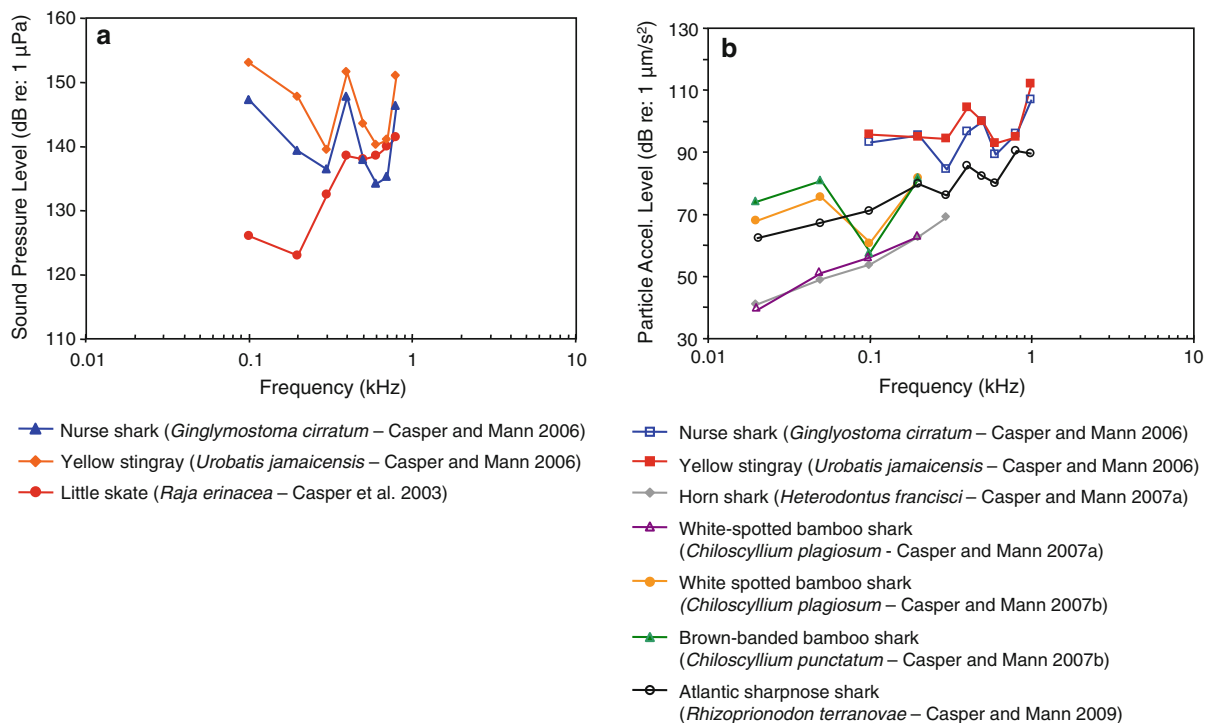 a
Sound Pressure Level (dB re: 1 μPa)
160
150
140
130
120
110
0.01
0.1
1
10
Frequency (kHz)
Nurse shark (Ginglymostoma cirratum – Casper and Mann 2006)
Yellow stingray (Urobatis jamaicensis – Casper and Mann 2006)
Little skate (Raja erinacea – Casper et al. 2003)
b
Particle Accel. Level (dB re: 1 μm/s²)
130
110
90
70
50
30
0.01
0.1
1
10
Frequency (kHz)
Nurse shark (Ginglyostoma cirratum – Casper and Mann 2006)
Yellow stingray (Urobatis jamaicensis – Casper and Mann 2006)
Horn shark (Heterodontus francisci – Casper and Mann 2007a)
White-spotted bamboo shark
(Chiloscyllium plagiosum - Casper and Mann 2007a)
White spotted bamboo shark
(Chiloscyllium plagiosum – Casper and Mann 2007b)
Brown-banded bamboo shark
(Chiloscyllium punctatum – Casper and Mann 2007b)
Atlantic sharpnose shark
(Rhizoprionodon terranovae – Casper and Mann 2009)